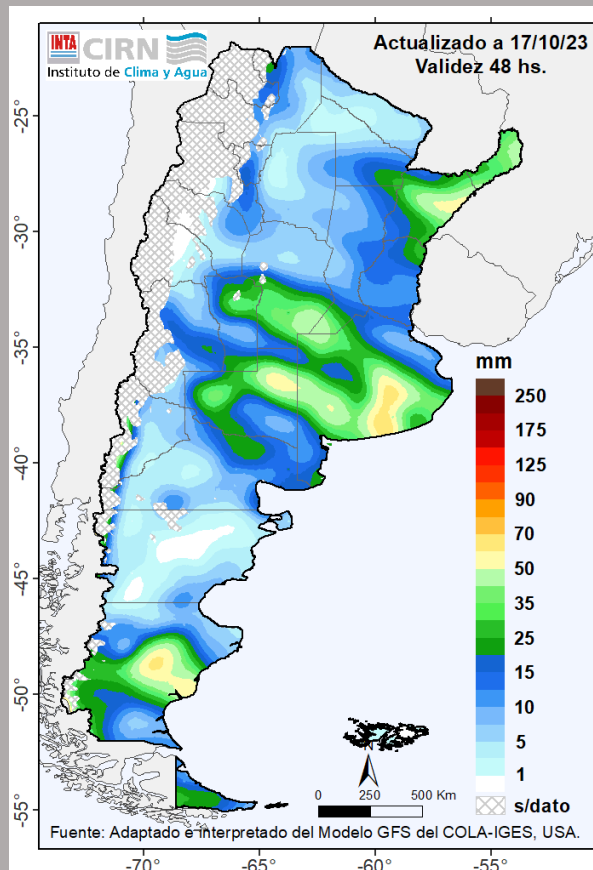 INTA CIRN
Instituto de Clima y Agua
Actualizado a 17/10/23
Validez 48 hs.
-25°
-30°
-35°
-40°
-45°
-50°
-55°
mm
250
175
125
90
70
50
35
25
15
10
5
1
s/dato
N
0 250 500 Km
Fuente: Adaptado e Interpretado del Modelo GFS del COLA-IGES, USA.
-70° -65° -60° -55°